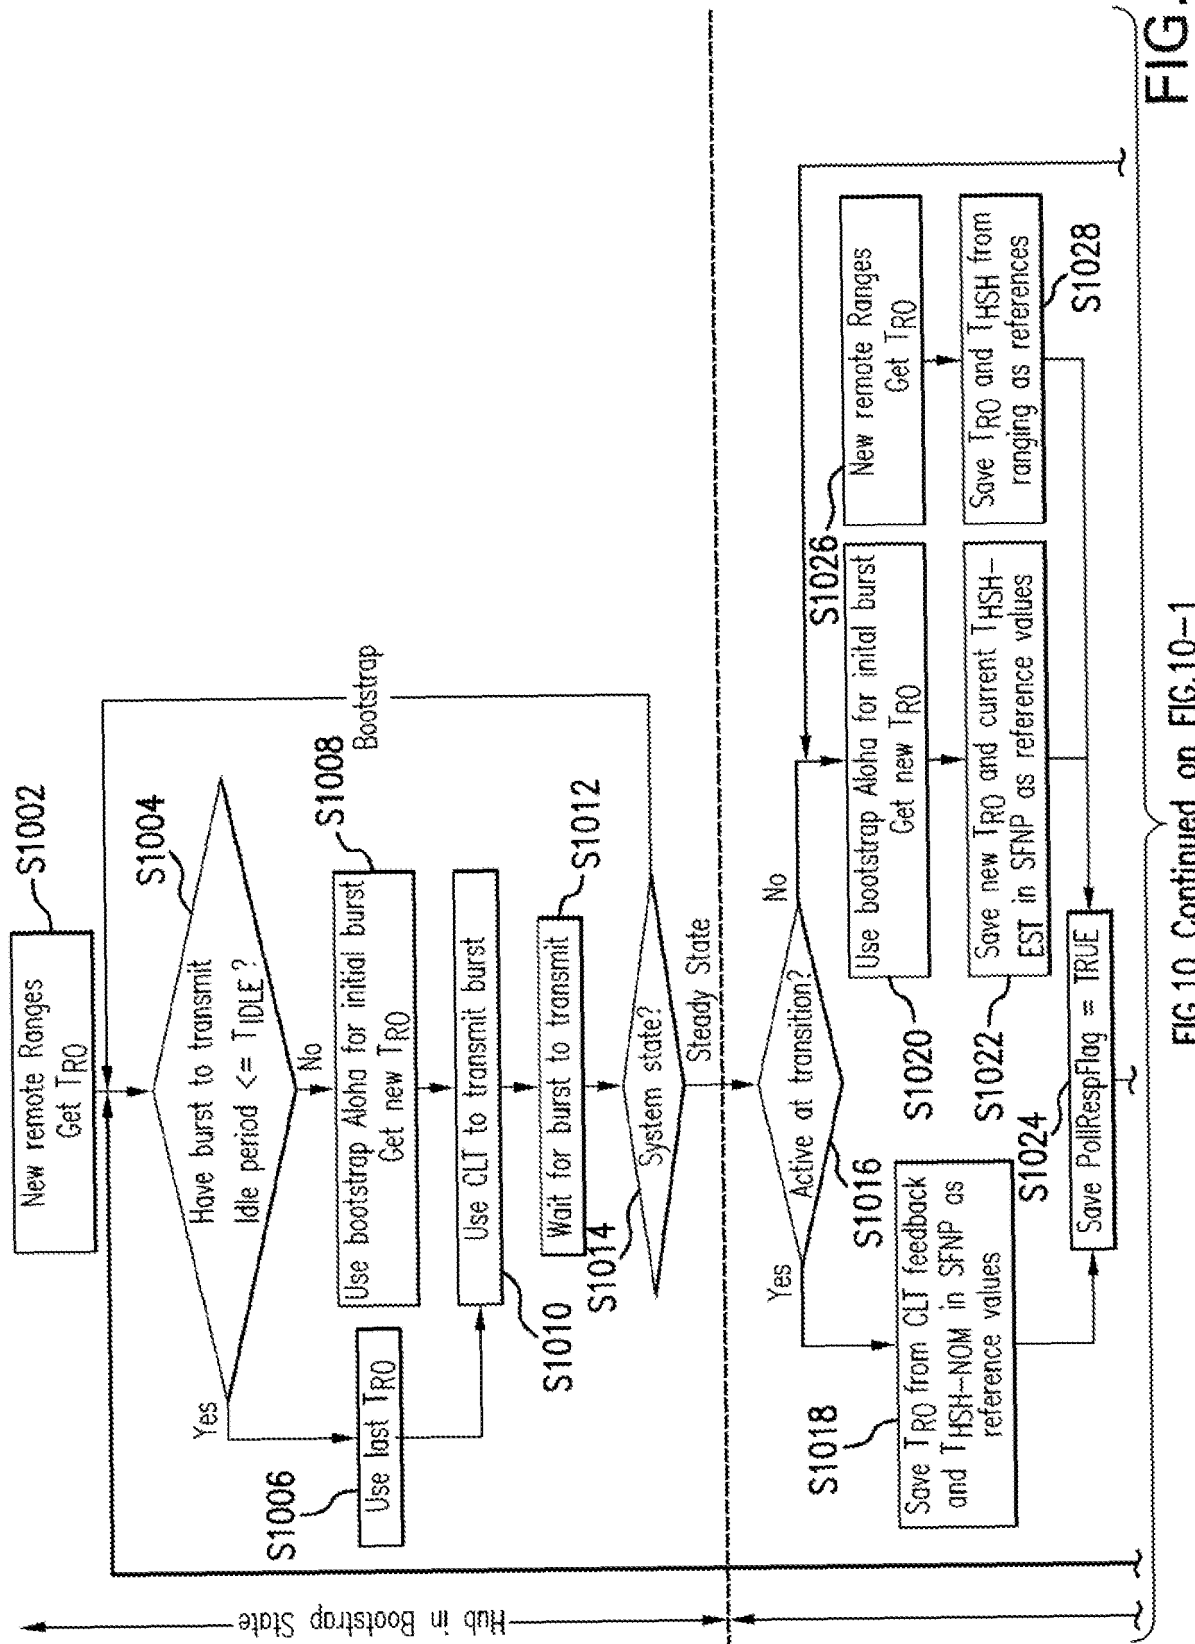 New remote Ranges
Get TRO
S1002
Have burst to transmit
Idle period <= TIDLE?
S1004
Yes
No
Use last TRO
S1006
Use bootstrap Aloha for initial burst
Get new TRO
S1008
Bootstrap
Use CLT to transmit burst
S1010
Wait for burst to transmit
S1012
System state?
S1014
Steady State
Hub in Bootstrap State
Active at transition?
S1016
Yes
No
Save TRO from CLT feedback
and THSH-NOM in SFNP as
reference values
S1018
Use bootstrap Aloha for inital burst
Get new TRO
S1020
New remote Ranges
Get TRO
S1026
Save new TRO and current THSH-
EST in SFNP as reference values
S1022
Save TRO and THSH from
ranging as references
S1028
Save PollRespFlag = TRUE
S1024
FIG.10 Continued on FIG.10-1
FIG.